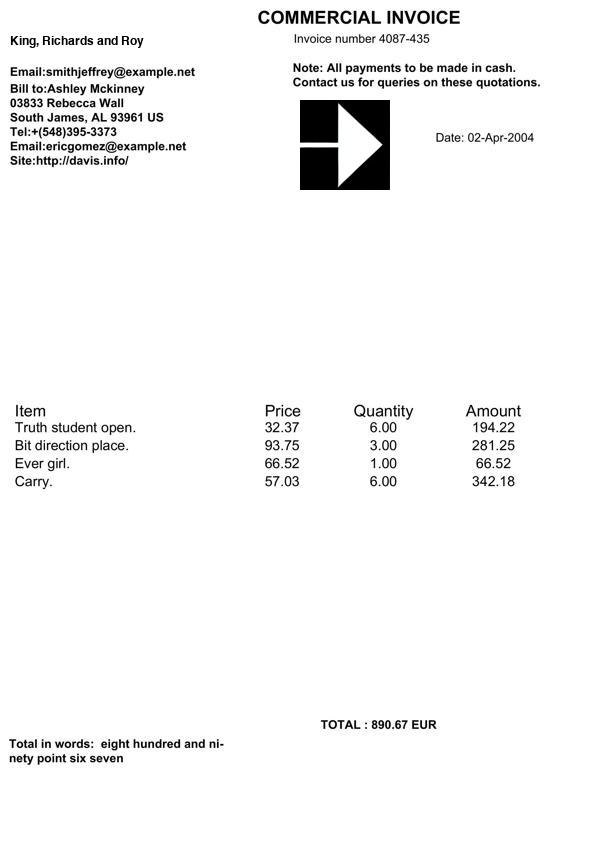 COMMERCIAL INVOICE
King, Richards and Roy
Invoice number 4087-435
Email:smithjeffrey@example.net
Note: All payments to be made in cash.
Contact us for queries on these quotations.
Bill to:Ashley Mckinney
03833 Rebecca Wall
South James, AL 93961 US
Tel:+(548)395-3373
Email:ericgomez@example.net
Site:http://davis.info/
Date: 02-Apr-2004
Item Price Quantity Amount
Truth student open. 32.37 6.00 194.22
Bit direction place. 93.75 3.00 281.25
Ever girl. 66.52 1.00 66.52
Carry. 57.03 6.00 342.18
TOTAL : 890.67 EUR
Total in words:  eight hundred and ni-
nety point six seven